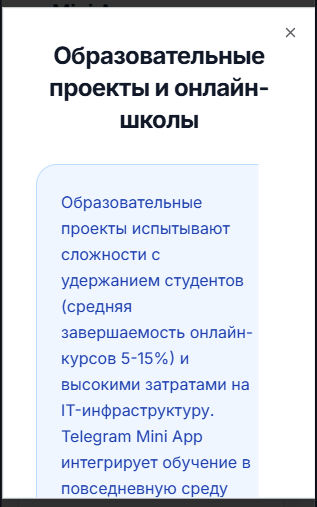 Образовательные
проекты и онлайн-
школы
Образовательные
проекты испытывают
сложности с
удержанием студентов
(средняя
завершаемость онлайн-
курсов 5-15%) и
высокими затратами на
IT-инфраструктуру.
Telegram Mini App
интегрирует обучение в
повседневную среду